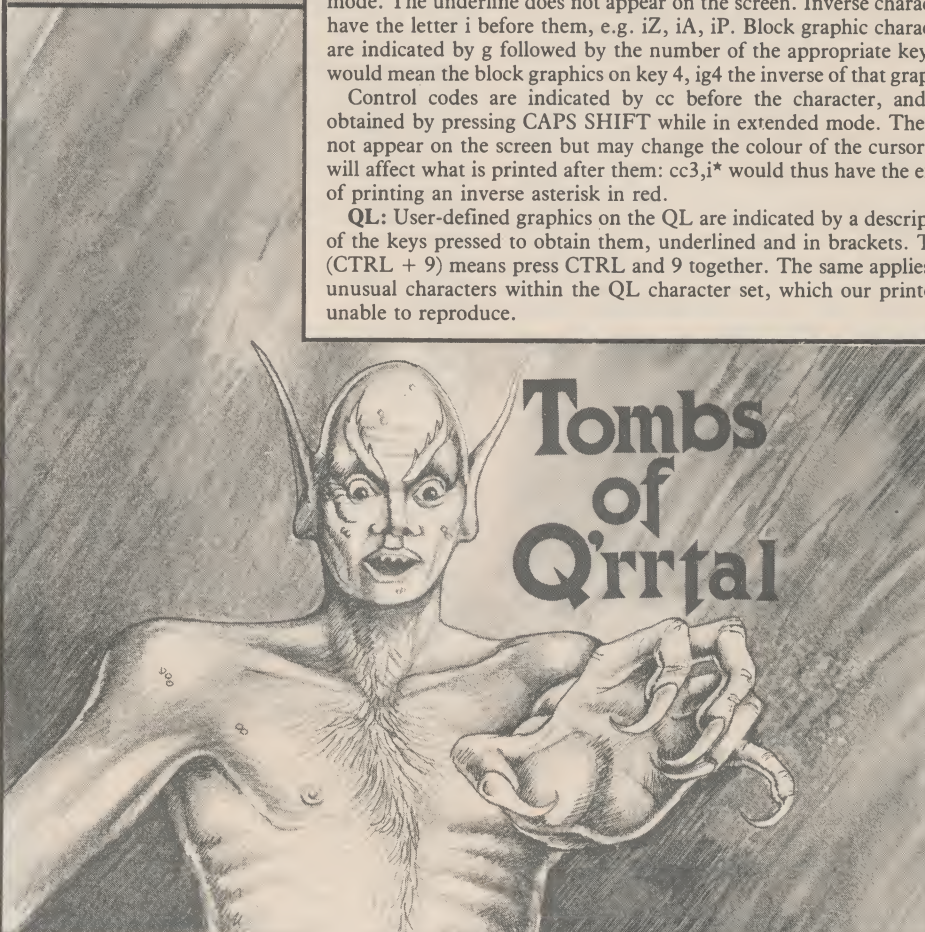 mode. The underline does not appear on the screen. Inverse
have the letter i before them, e.g. iZ, iA, iP. Block graphic
are indicated by g followed by the number of the appropriate key
would mean the block graphics on key 4, ig4 the inverse of that
Control codes are indicated by cc before the character, and
obtained by pressing CAPS SHIFT while in extended mode. The
not appear on the screen but may change the colour of the cursor
will affect what is printed after them: cc3,i* would thus have the
of printing an inverse asterisk in red.
QL: User-defined graphics on the QL are indicated by a
of the keys pressed to obtain them, underlined and in brackets.
(CTRL + 9) means press CTRL and 9 together. The same
unusual characters within the QL character set, which our
unable to reproduce.
Tombs
of
Q'rrtal